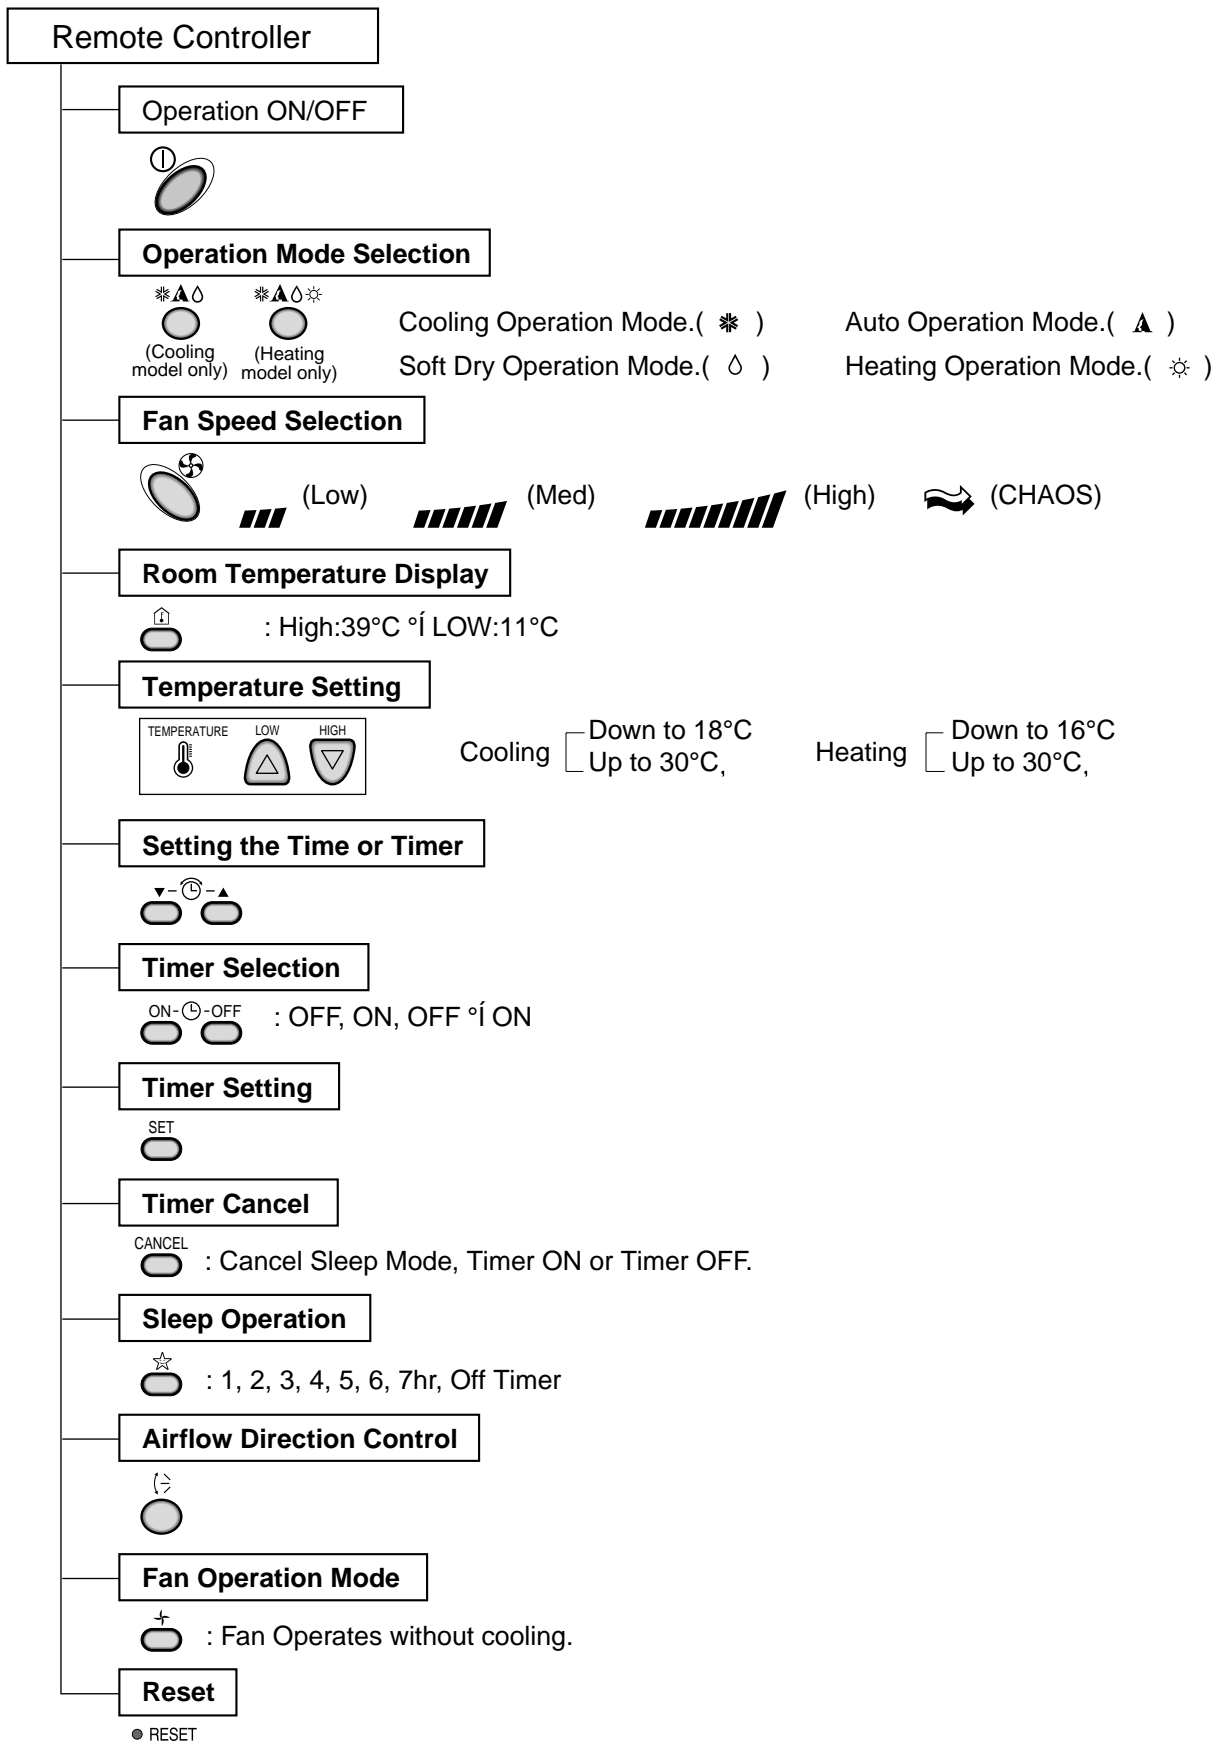 Remote Controller
Operation ON/OFF
Operation Mode Selection
(Cooling model only)
(Heating model only)
Cooling Operation Mode.( ) Auto Operation Mode.( )
Soft Dry Operation Mode.( ) Heating Operation Mode.( )
Fan Speed Selection
(Low) (Med) (High) (CHAOS)
Room Temperature Display
: High:39°C °Í LOW:11°C
Temperature Setting
TEMPERATURE LOW HIGH
Cooling
Down to 18°C
Up to 30°C,
Heating
Down to 16°C
Up to 30°C,
Setting the Time or Timer
Timer Selection
ON- -OFF : OFF, ON, OFF °Í ON
Timer Setting
SET
Timer Cancel
CANCEL
: Cancel Sleep Mode, Timer ON or Timer OFF.
Sleep Operation
: 1, 2, 3, 4, 5, 6, 7hr, Off Timer
Airflow Direction Control
Fan Operation Mode
: Fan Operates without cooling.
Reset
RESET